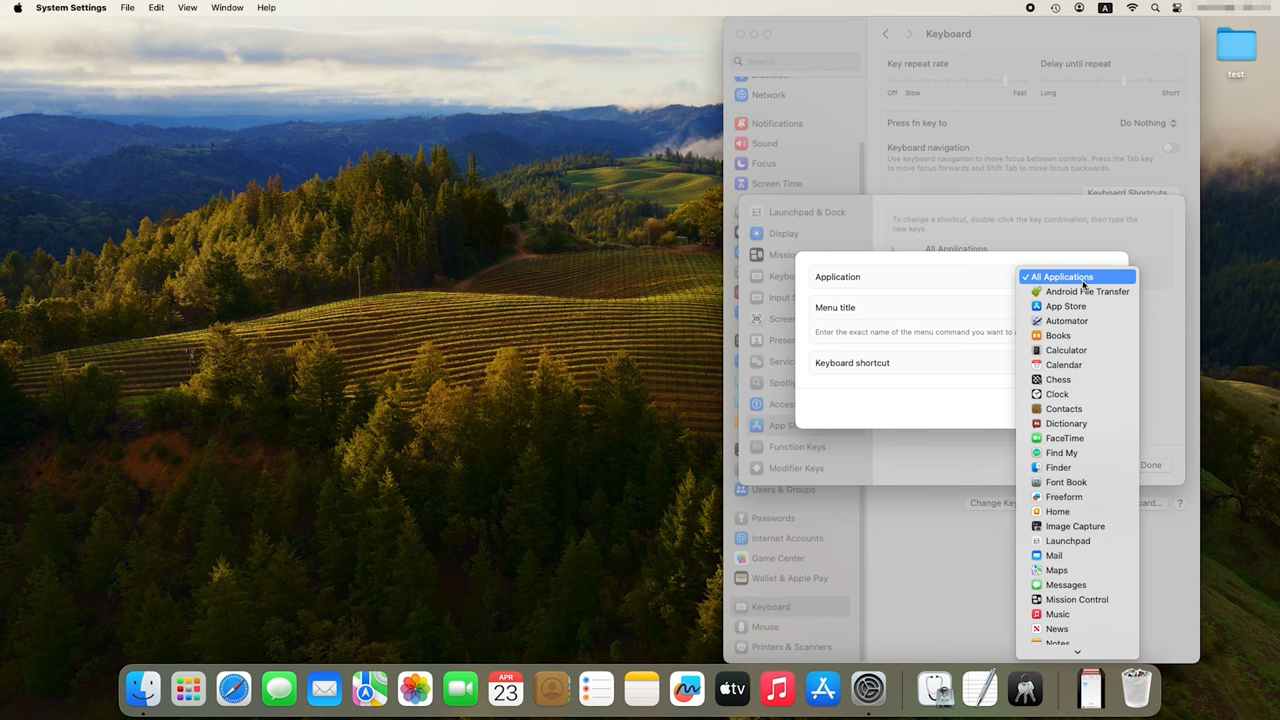 System Settings File Edit View Window Help
A
Keyboard
Search
Key repeat rate
Delay until repeat
Off Slow Fast Long Short
Bluetooth
Network
Press fn key to
Do Nothing
Notifications
Sound
Focus
Screen Time
Keyboard navigation
Use keyboard navigation to move focus between controls. Press the Tab
key to move focus forwards and Shift Tab to move focus backwards.
Keyboard Shortcuts...
Launchpad & Dock
Display
To change a shortcut, double-click the key combination, then type the
new keys.
All Applications
Application
Menu title
Enter the exact name of the menu command you want to
Keyboard shortcut
Function Keys
Modifier Keys
Done
Users & Groups
Passwords
Internet Accounts
Game Center
Wallet & Apple Pay
Keyboard
Mouse
Printers & Scanners
Change Key
?
✓ All Applications
Android File Transfer
App Store
Automator
Books
Calculator
Calendar
Chess
Clock
Contacts
Dictionary
FaceTime
Find My
Finder
Font Book
Freeform
Home
Image Capture
Launchpad
Mail
Maps
Messages
Mission Control
Music
News
Notes
test
APR
23
tv